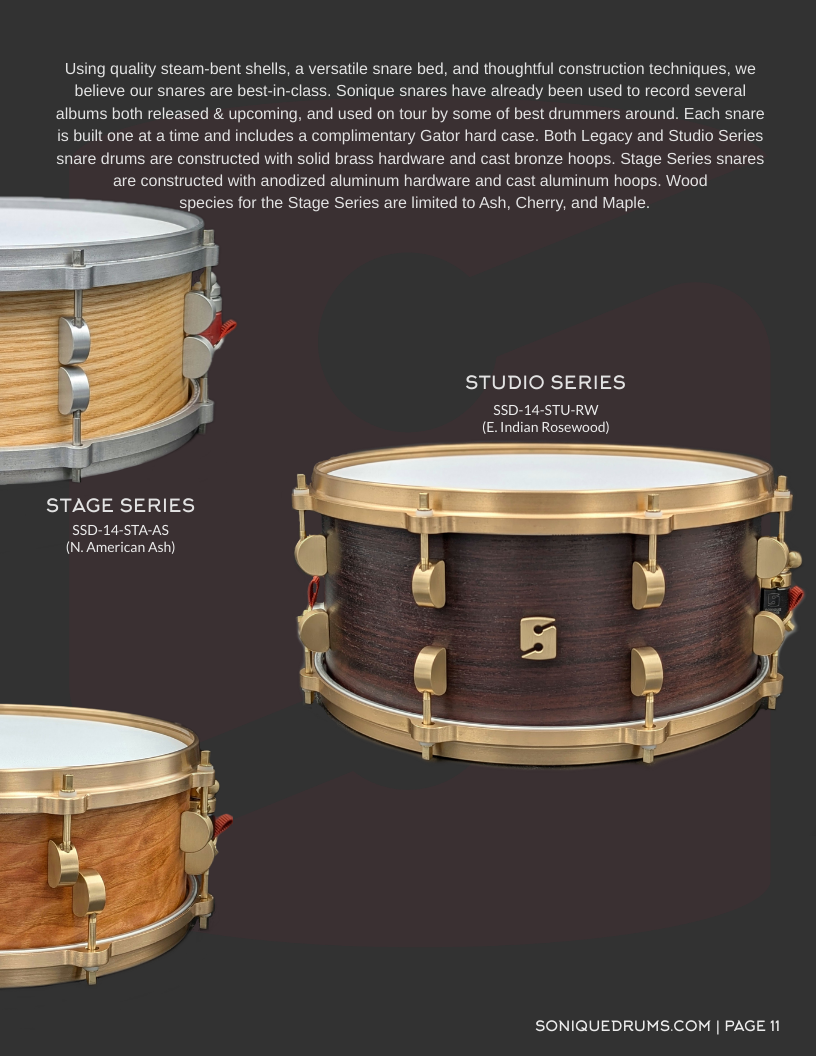 Using quality steam-bent shells, a versatile snare bed, and thoughtful construction techniques, we
believe our snares are best-in-class. Sonique snares have already been used to record several
albums both released & upcoming, and used on tour by some of best drummers around. Each snare
is built one at a time and includes a complimentary Gator hard case. Both Legacy and Studio Series
snare drums are constructed with solid brass hardware and cast bronze hoops. Stage Series snares
are constructed with anodized aluminum hardware and cast aluminum hoops. Wood
species for the Stage Series are limited to Ash, Cherry, and Maple.
STUDIO SERIES
SSD-14-STU-RW
(E. Indian Rosewood)
STAGE SERIES
SSD-14-STA-AS
(N. American Ash)
SONIQUEDRUMS.COM | PAGE 11